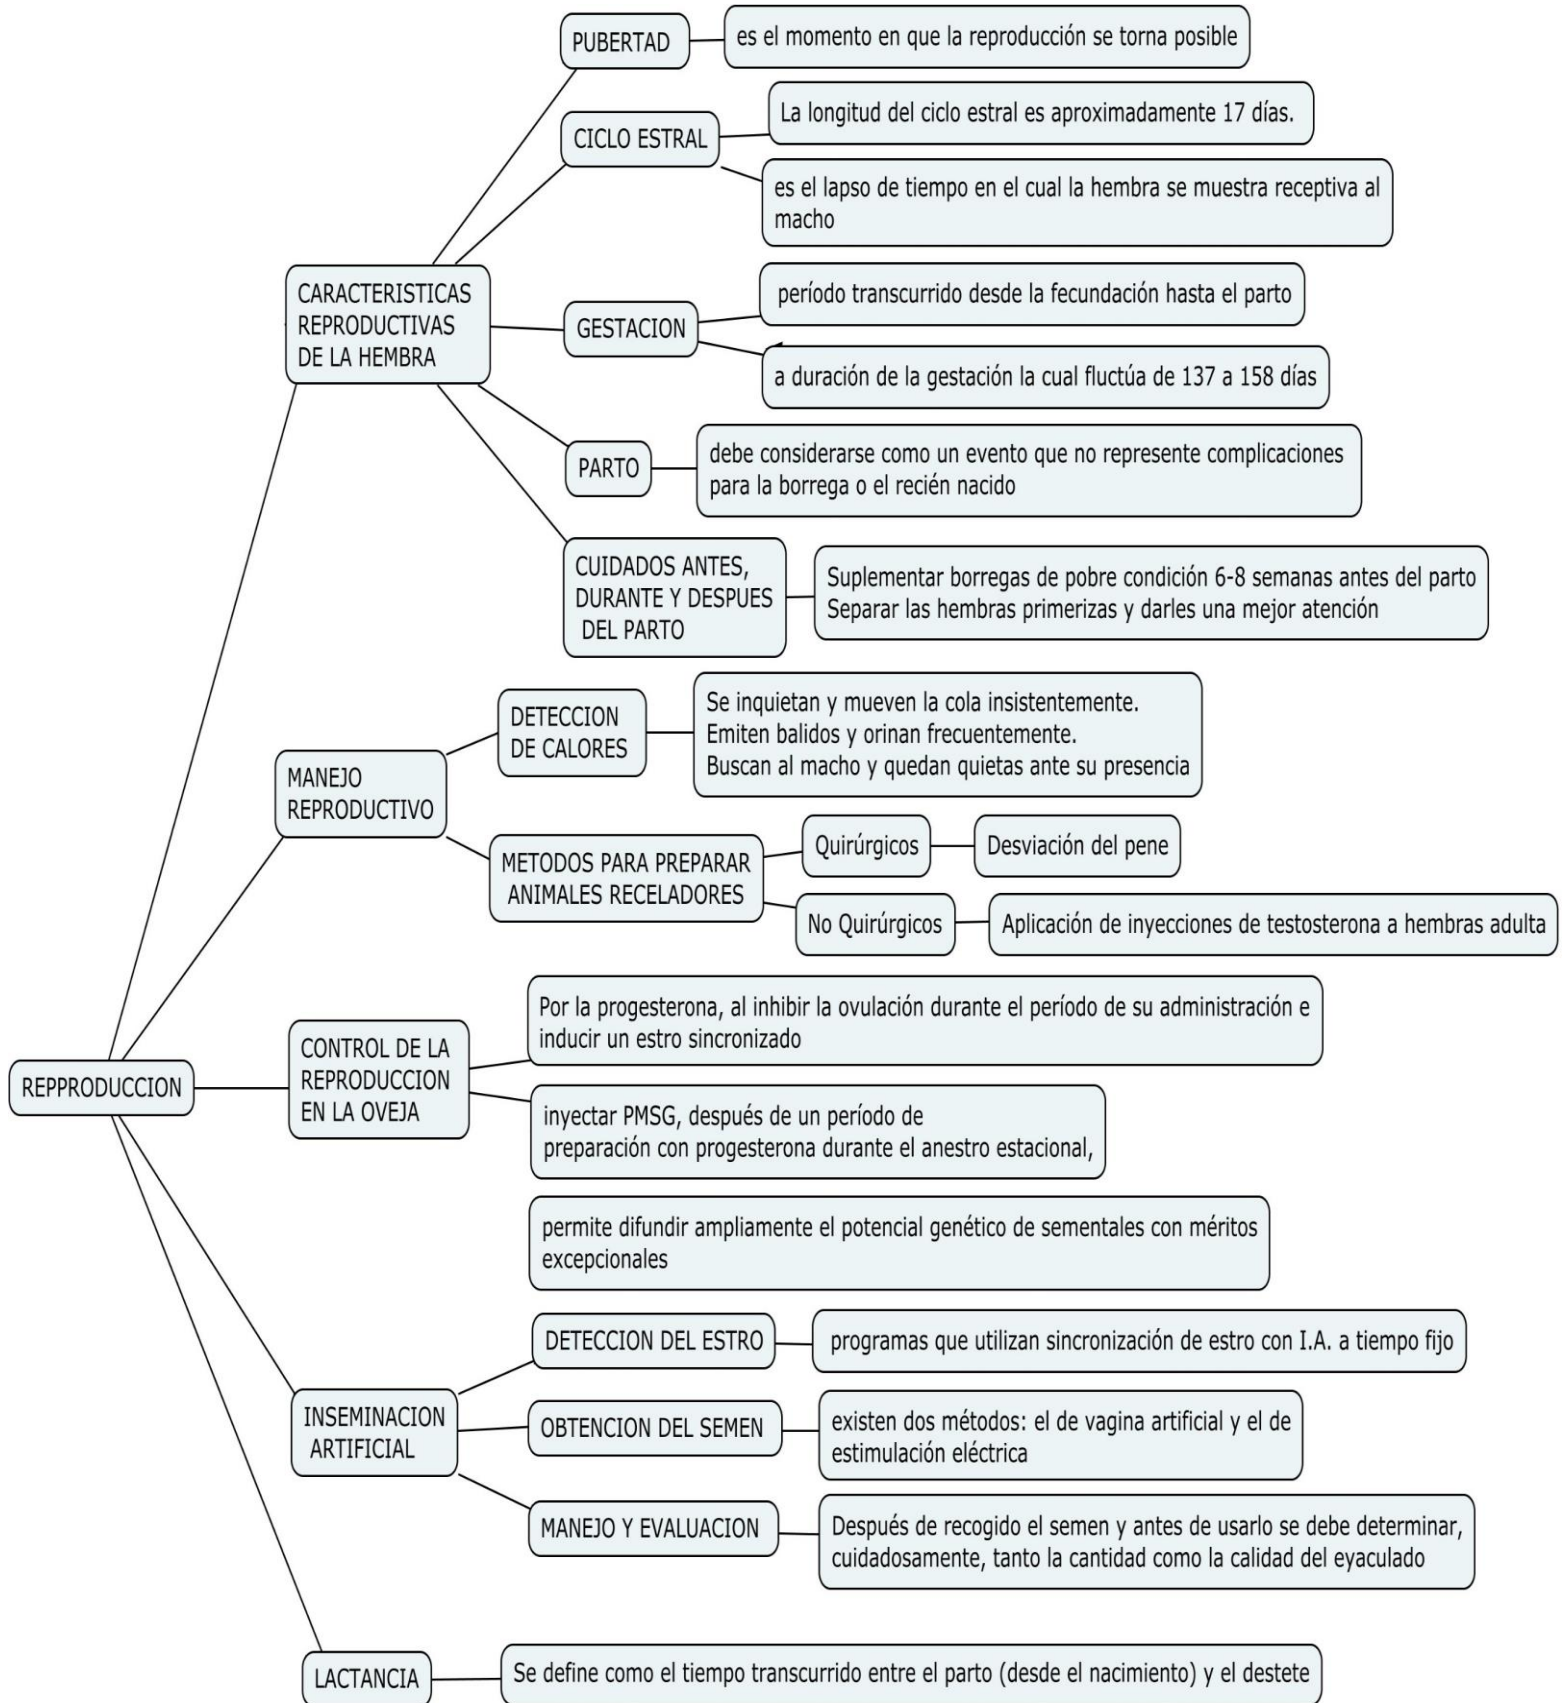 PUBERTAD
es el momento en que la reproducción se torna posible
CICLO ESTRAL
La longitud del ciclo estral es aproximadamente 17 días.
es el lapso de tiempo en el cual la hembra se muestra receptiva al
macho
CARACTERISTICAS
REPRODUCTIVAS
DE LA HEMBRA
GESTACION
período transcurrido desde la fecundación hasta el parto
a duración de la gestación la cual fluctúa de 137 a 158 días
PARTO
debe considerarse como un evento que no represente complicaciones
para la borrega o el recién nacido
CUIDADOS ANTES,
DURANTE Y DESPUES
DEL PARTO
Suplementar borregas de pobre condición 6-8 semanas antes del parto
Separar las hembras primerizas y darles una mejor atención
MANEJO
REPRODUCTIVO
DETECCION
DE CALORES
Se inquietan y mueven la cola insistentemente.
Emiten balidos y orinan frecuentemente.
Buscan al macho y quedan quietas ante su presencia
METODOS PARA PREPARAR
ANIMALES RECELADORES
Quirúrgicos
Desviación del pene
No Quirúrgicos
Aplicación de inyecciones de testosterona a hembras adulta
REPPRODUCCION
CONTROL DE LA
REPRODUCCION
EN LA OVEJA
Por la progesterona, al inhibir la ovulación durante el período de su administración e
inducir un estro sincronizado
inyectar PMSG, después de un período de
preparación con progesterona durante el anestro estacional,
permite difundir ampliamente el potencial genético de sementales con méritos
excepcionales
INSEMINACION
ARTIFICIAL
DETECCION DEL ESTRO
programas que utilizan sincronización de estro con I.A. a tiempo fijo
OBTENCION DEL SEMEN
existen dos métodos: el de vagina artificial y el de
estimulación eléctrica
MANEJO Y EVALUACION
Después de recogido el semen y antes de usarlo se debe determinar,
cuidadosamente, tanto la cantidad como la calidad del eyaculado
LACTANCIA
Se define como el tiempo transcurrido entre el parto (desde el nacimiento) y el destete